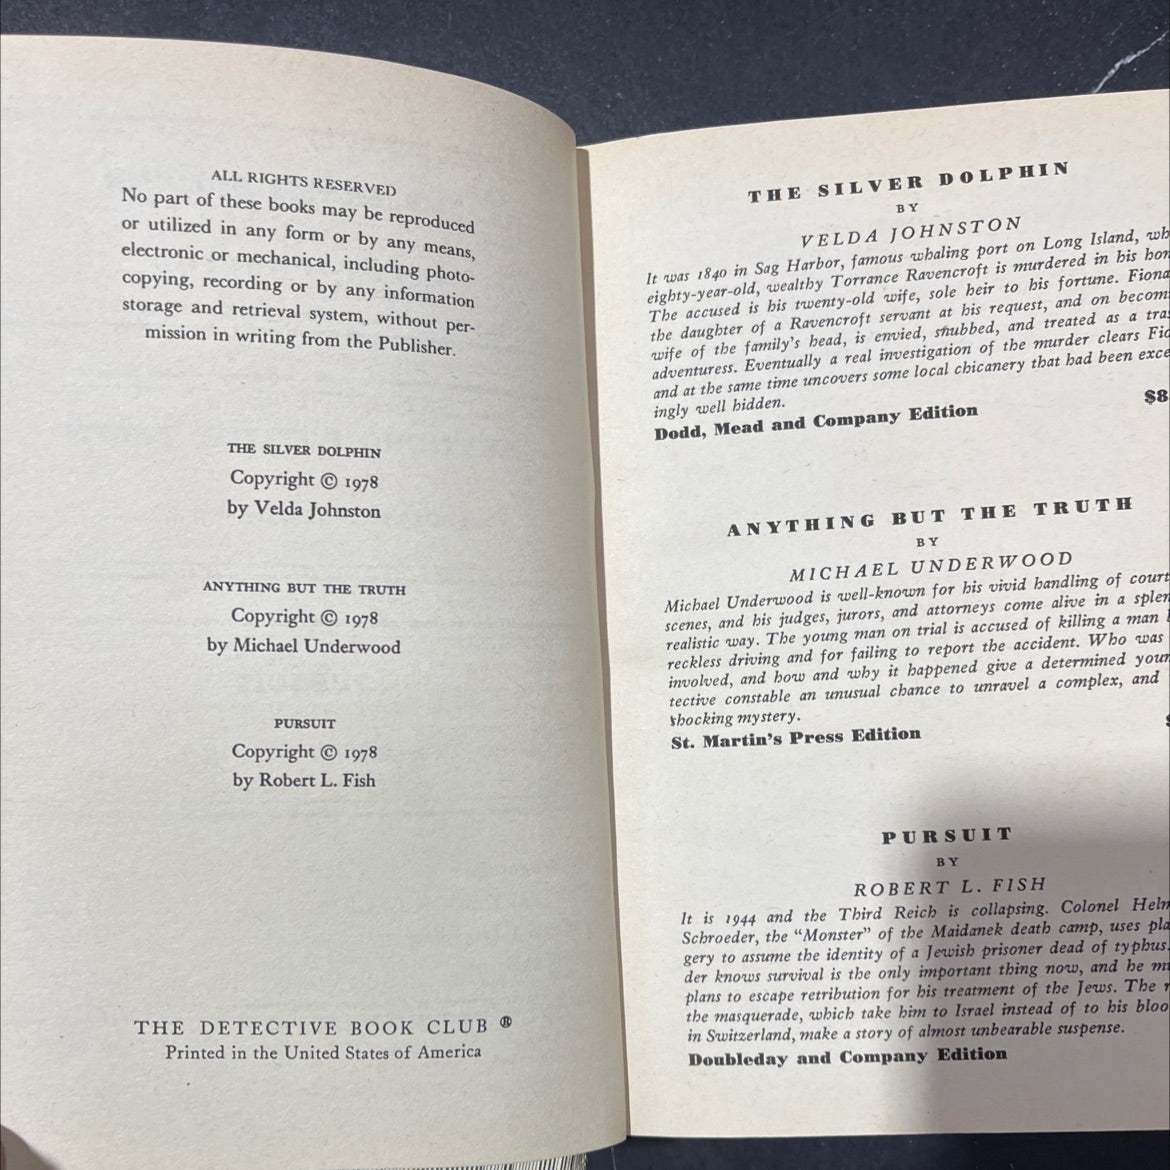 ALL RIGHTS RESERVED
No part of these books may be reproduced
or utilized in any form or by any means,
electronic or mechanical, including photo-
copying, recording or by any information
storage and retrieval system, without per-
mission in writing from the Publisher.
THE SILVER DOLPHIN
Copyright © 1978
by Velda Johnston
ANYTHING BUT THE TRUTH
Copyright © 1978
by Michael Underwood
PURSUIT
Copyright © 1978
by Robert L. Fish
THE DETECTIVE BOOK CLUB ®
Printed in the United States of America
THE SILVER DOLPHIN
BY
VELDA JOHNSTON
It was 1840 in Sag Harbor, famous whaling port on Long Island, wh
eighty-year-old, wealthy Torrance Ravencroft is murdered in his hom
The accused is his twenty-old wife, sole heir to his fortune. Fiona
the daughter of a Ravencroft servant at his request, and on becom
wife of the family's head, is envied, snubbed, and treated as a tra
adventuress. Eventually a real investigation of the murder clears Fio
and at the same time uncovers some local chicanery that had been exce
ingly well hidden.
$8
Dodd, Mead and Company Edition
ANYTHING BUT THE TRUTH
BY
MICHAEL UNDERWOOD
Michael Underwood is well-known for his vivid handling of court
scenes, and his judges, jurors, and attorneys come alive in a splen
realistic way. The young man on trial is accused of killing a man
reckless driving and for failing to report the accident. Who was
involved, and how and why it happened give a determined youn
tective constable an unusual chance to unravel a complex, and
shocking mystery.
St. Martin's Press Edition
PURSUIT
BY
ROBERT L. FISH
It is 1944 and the Third Reich is collapsing. Colonel Helm
Schroeder, the "Monster" of the Maidanek death camp, uses pla
gery to assume the identity of a Jewish prisoner dead of typhus.
der knows survival is the only important thing now, and he m
plans to escape retribution for his treatment of the Jews. The
the masquerade, which take him to Israel instead of to his bloo
in Switzerland, make a story of almost unbearable suspense.
Doubleday and Company Edition